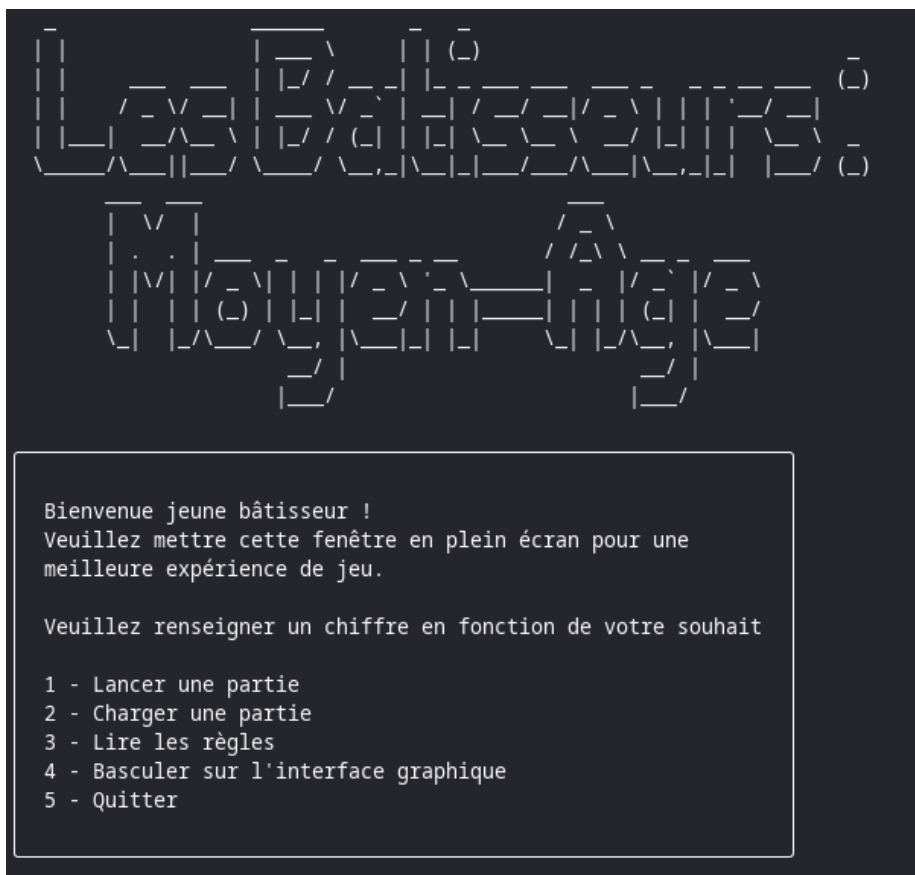 Les Batisseurs:
Moyen-Age
Bienvenue jeune bâtisseur !
Veuillez mettre cette fenêtre en plein écran pour une
meilleure expérience de jeu.
Veuillez renseigner un chiffre en fonction de votre souhait
1 - Lancer une partie
2 - Charger une partie
3 - Lire les règles
4 - Basculer sur l'interface graphique
5 - Quitter